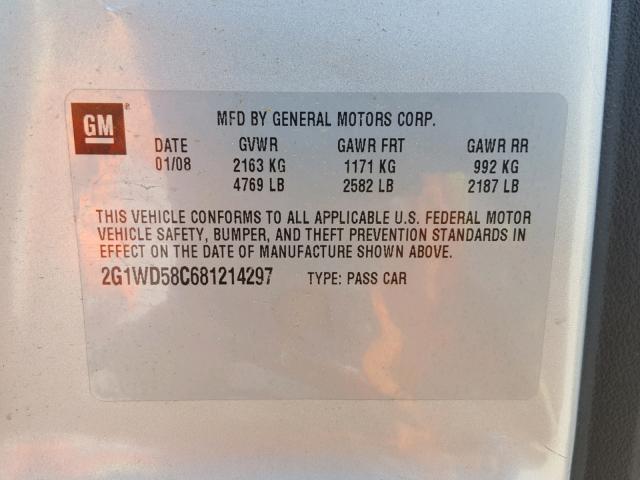 GM ®
MFD BY GENERAL MOTORS CORP.
DATE GVWR GAWR FRT GAWR RR
01/08 2163 KG 1171 KG 992 KG
4769 LB 2582 LB 2187 LB
THIS VEHICLE CONFORMS TO ALL APPLICABLE U.S. FEDERAL MOTOR
VEHICLE SAFETY, BUMPER, AND THEFT PREVENTION STANDARDS IN
EFFECT ON THE DATE OF MANUFACTURE SHOWN ABOVE.
2G1WD58C681214297 TYPE: PASS CAR